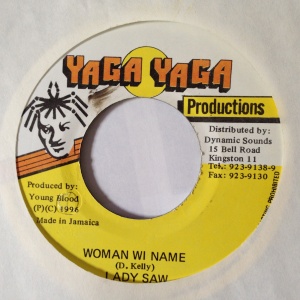 YAGA YAGA
Productions
Distributed by:
Dynamic Sounds
15 Bell Road
Kingston 11
Tel.: 923-9138-9
Fax: 923-9130
Produced by:
Young Blood
(P)(C) 1996
Made in Jamaica
PROHIBITED
WOMAN WI NAME
(D. Kelly)
LADY SAW